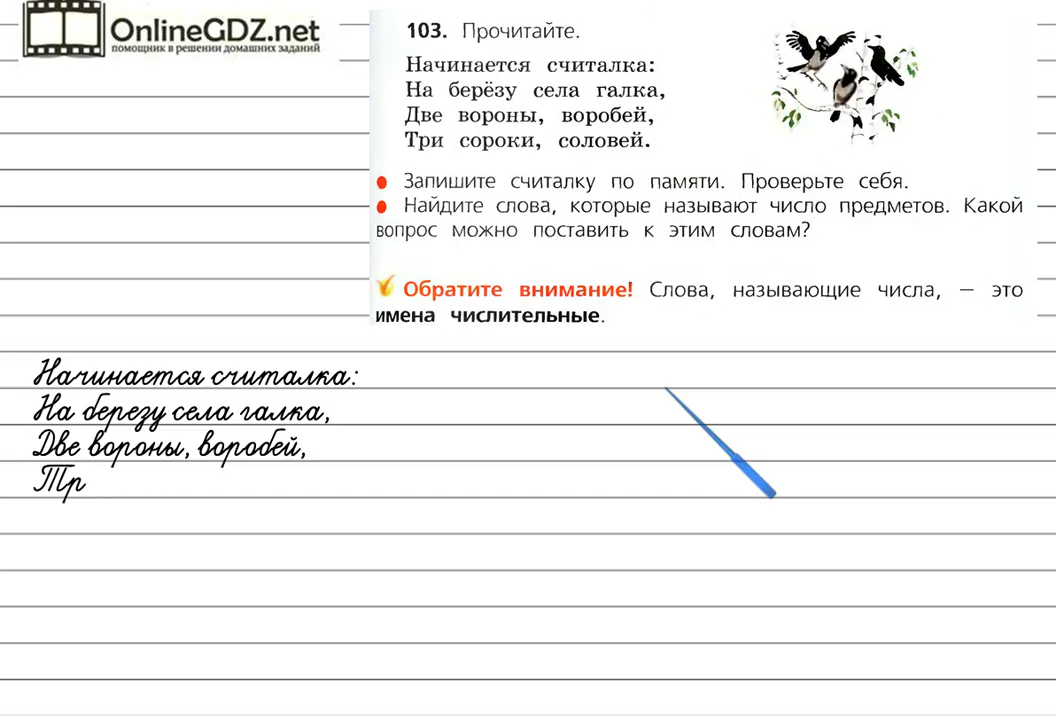 OnlineGDZ.net
помощник в решении домашних заданий
103. Прочитайте.
Начинается считалка:
На берёзу села галка,
Две вороны, воробей,
Три сороки, соловей.
Запишите считалку по памяти. Проверьте себя.
Найдите слова, которые называют число предметов. Какой
вопрос можно поставить к этим словам?
Обратите внимание! Слова, называющие числа, — это
имена числительные.
Начинается считалка:
На березу села галка,
Две вороны, воробей,
Тр